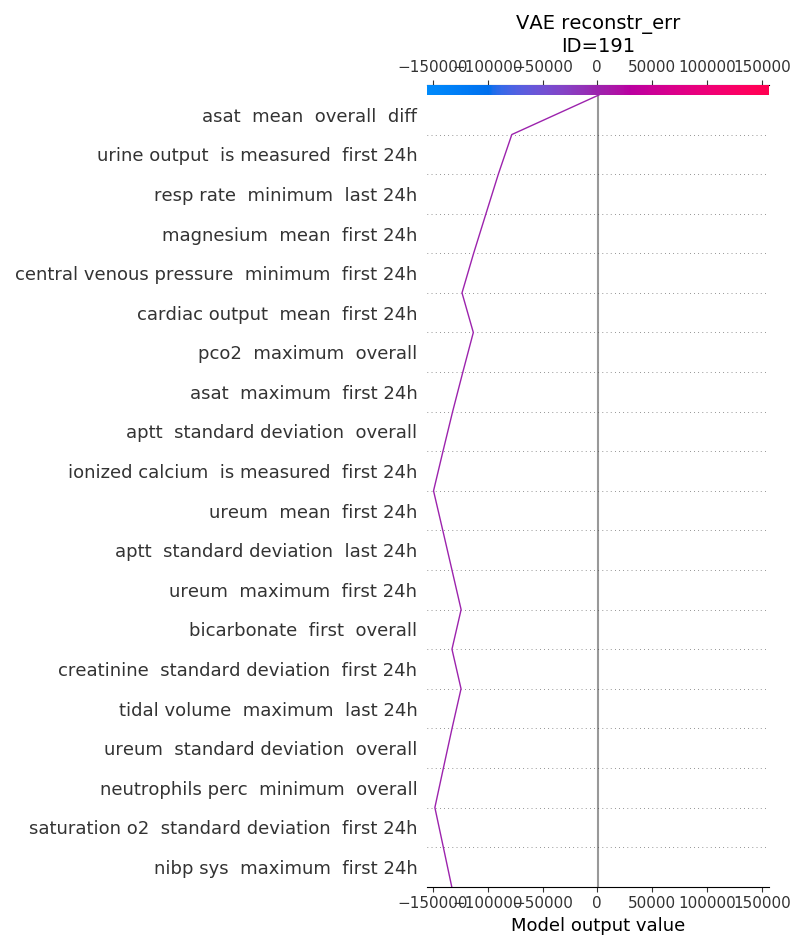 VAE reconstr_err
ID=191
−150000 −100000 −50000 0 50000 100000 150000
asat mean overall diff
urine output is measured first 24h
resp rate minimum last 24h
magnesium mean first 24h
central venous pressure minimum first 24h
cardiac output mean first 24h
pco2 maximum overall
asat maximum first 24h
aptt standard deviation overall
ionized calcium is measured first 24h
ureum mean first 24h
aptt standard deviation last 24h
ureum maximum first 24h
bicarbonate first overall
creatinine standard deviation first 24h
tidal volume maximum last 24h
ureum standard deviation overall
neutrophils perc minimum overall
saturation o2 standard deviation first 24h
nibp sys maximum first 24h
−150000 −100000 −50000 0 50000 100000 150000
Model output value